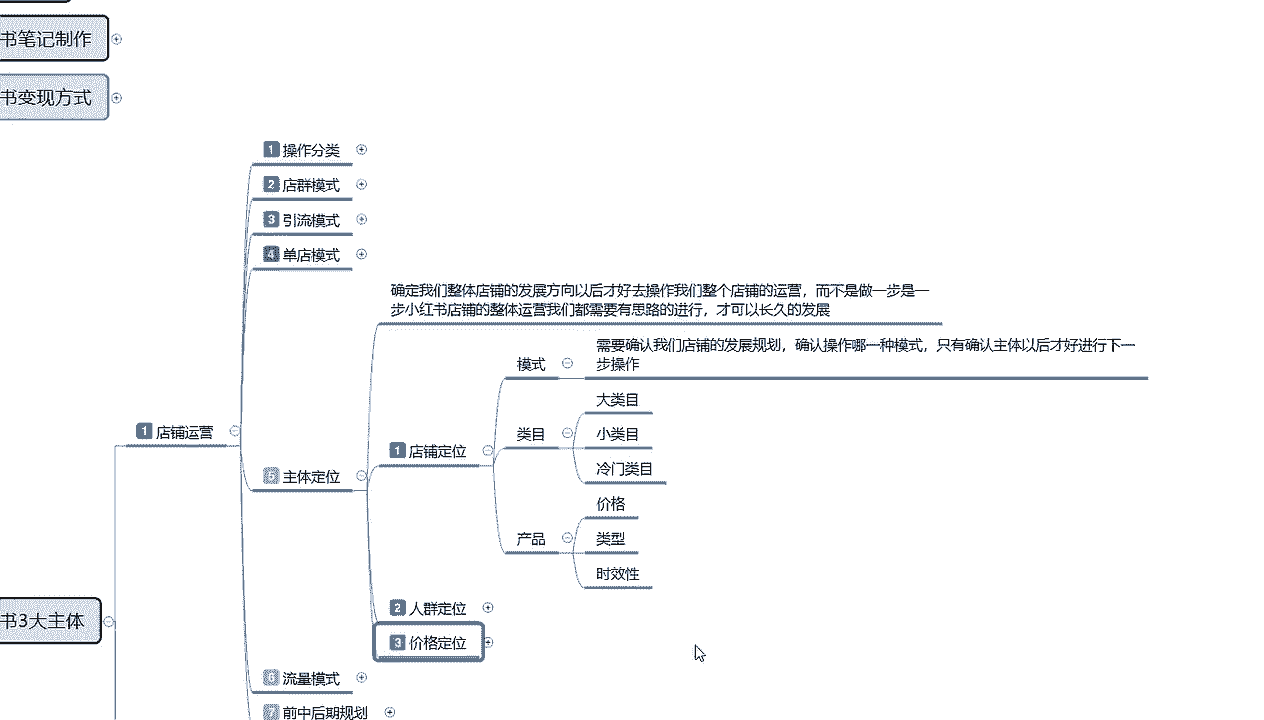 书笔记制作
书变现方式
1 操作分类
2 店群模式
3 引流模式
4 单店模式
确定我们整体店铺的发展方向以后才好去操作我们整个店铺的运营，而不是做一步是一
步小红书店铺的整体运营我们都需要有思路的进行，才可以长久的发展
需要确认我们店铺的发展规划，确认操作哪一种模式，只有确认主体以后才好进行下一
步操作
模式
大类目
类目
小类目
冷门类目
1 店铺定位
1 店铺运营
5 主体定位
价格
产品
类型
时效性
2 人群定位
书3大主体
3 价格定位
6 流量模式
7 前中后期规划